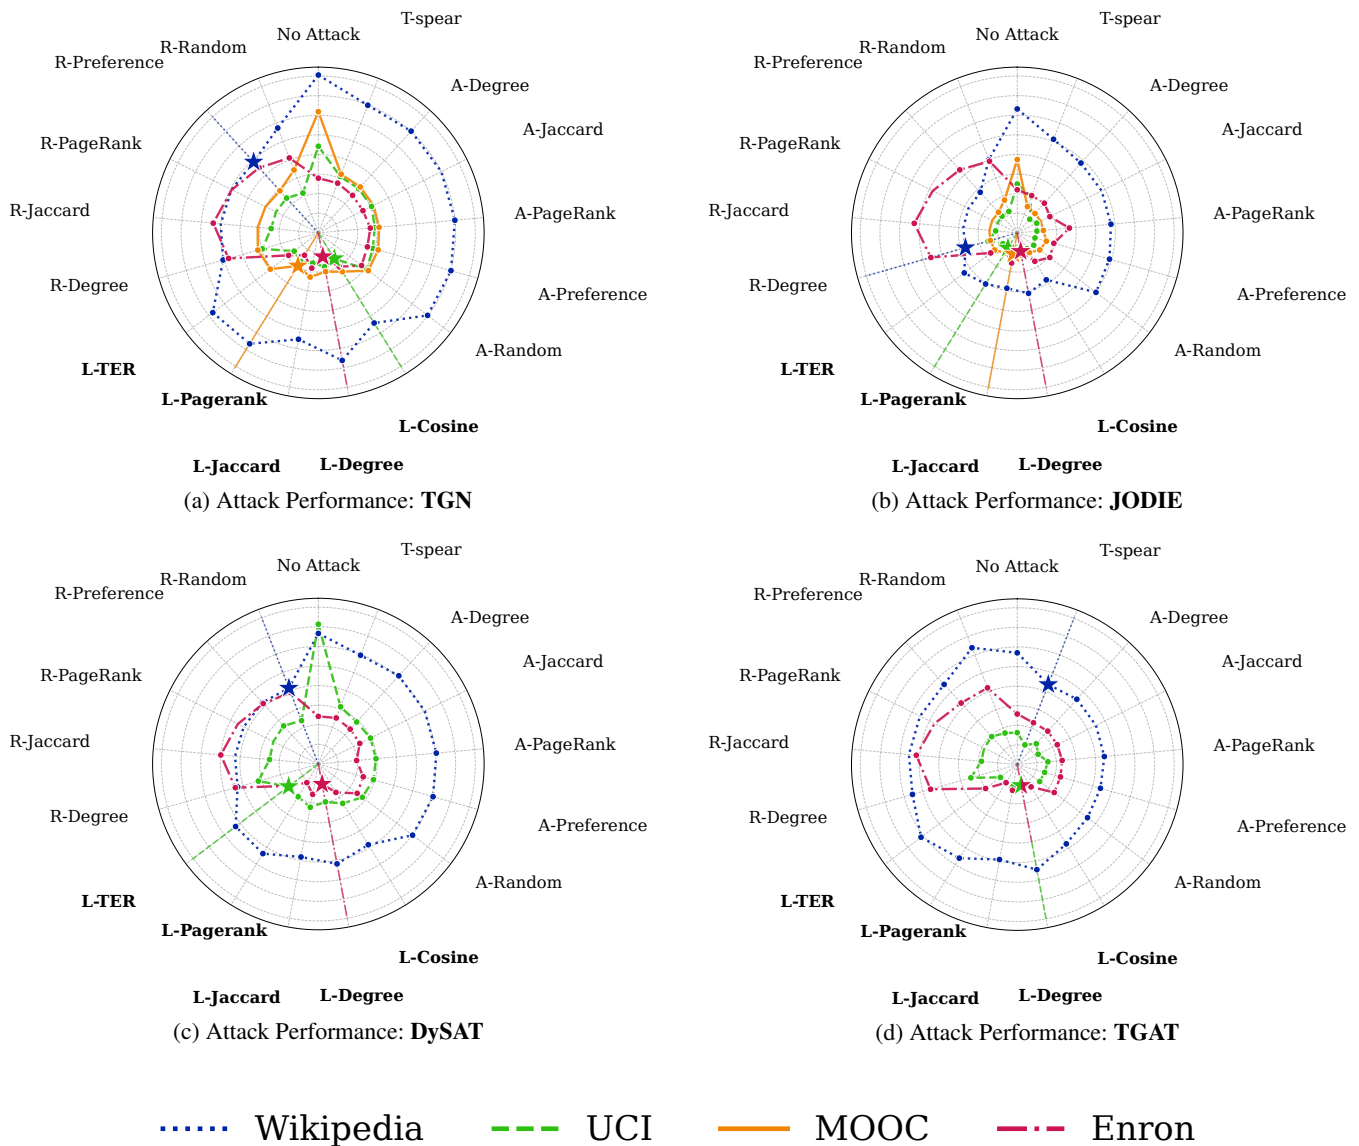 T-spear
No Attack
R-Random
R-Preference
A-Degree
A-Jaccard
R-PageRank
R-Jaccard
A-PageRank
R-Degree
A-Preference
A-Random
L-TER
L-Pagerank
L-Cosine
L-Jaccard
L-Degree
(a) Attack Performance: TGN
T-spear
No Attack
R-Random
R-Preference
A-Degree
A-Jaccard
R-PageRank
R-Jaccard
A-PageRank
R-Degree
A-Preference
A-Random
L-TER
L-Pagerank
L-Cosine
L-Jaccard
L-Degree
(b) Attack Performance: JODIE
T-spear
No Attack
R-Random
R-Preference
A-Degree
A-Jaccard
R-PageRank
R-Jaccard
A-PageRank
R-Degree
A-Preference
A-Random
L-TER
L-Pagerank
L-Cosine
L-Jaccard
L-Degree
(c) Attack Performance: DySAT
T-spear
No Attack
R-Random
R-Preference
A-Degree
A-Jaccard
R-PageRank
R-Jaccard
A-PageRank
R-Degree
A-Preference
A-Random
L-TER
L-Pagerank
L-Cosine
L-Jaccard
L-Degree
(d) Attack Performance: TGAT
Wikipedia UCI MOOC Enron